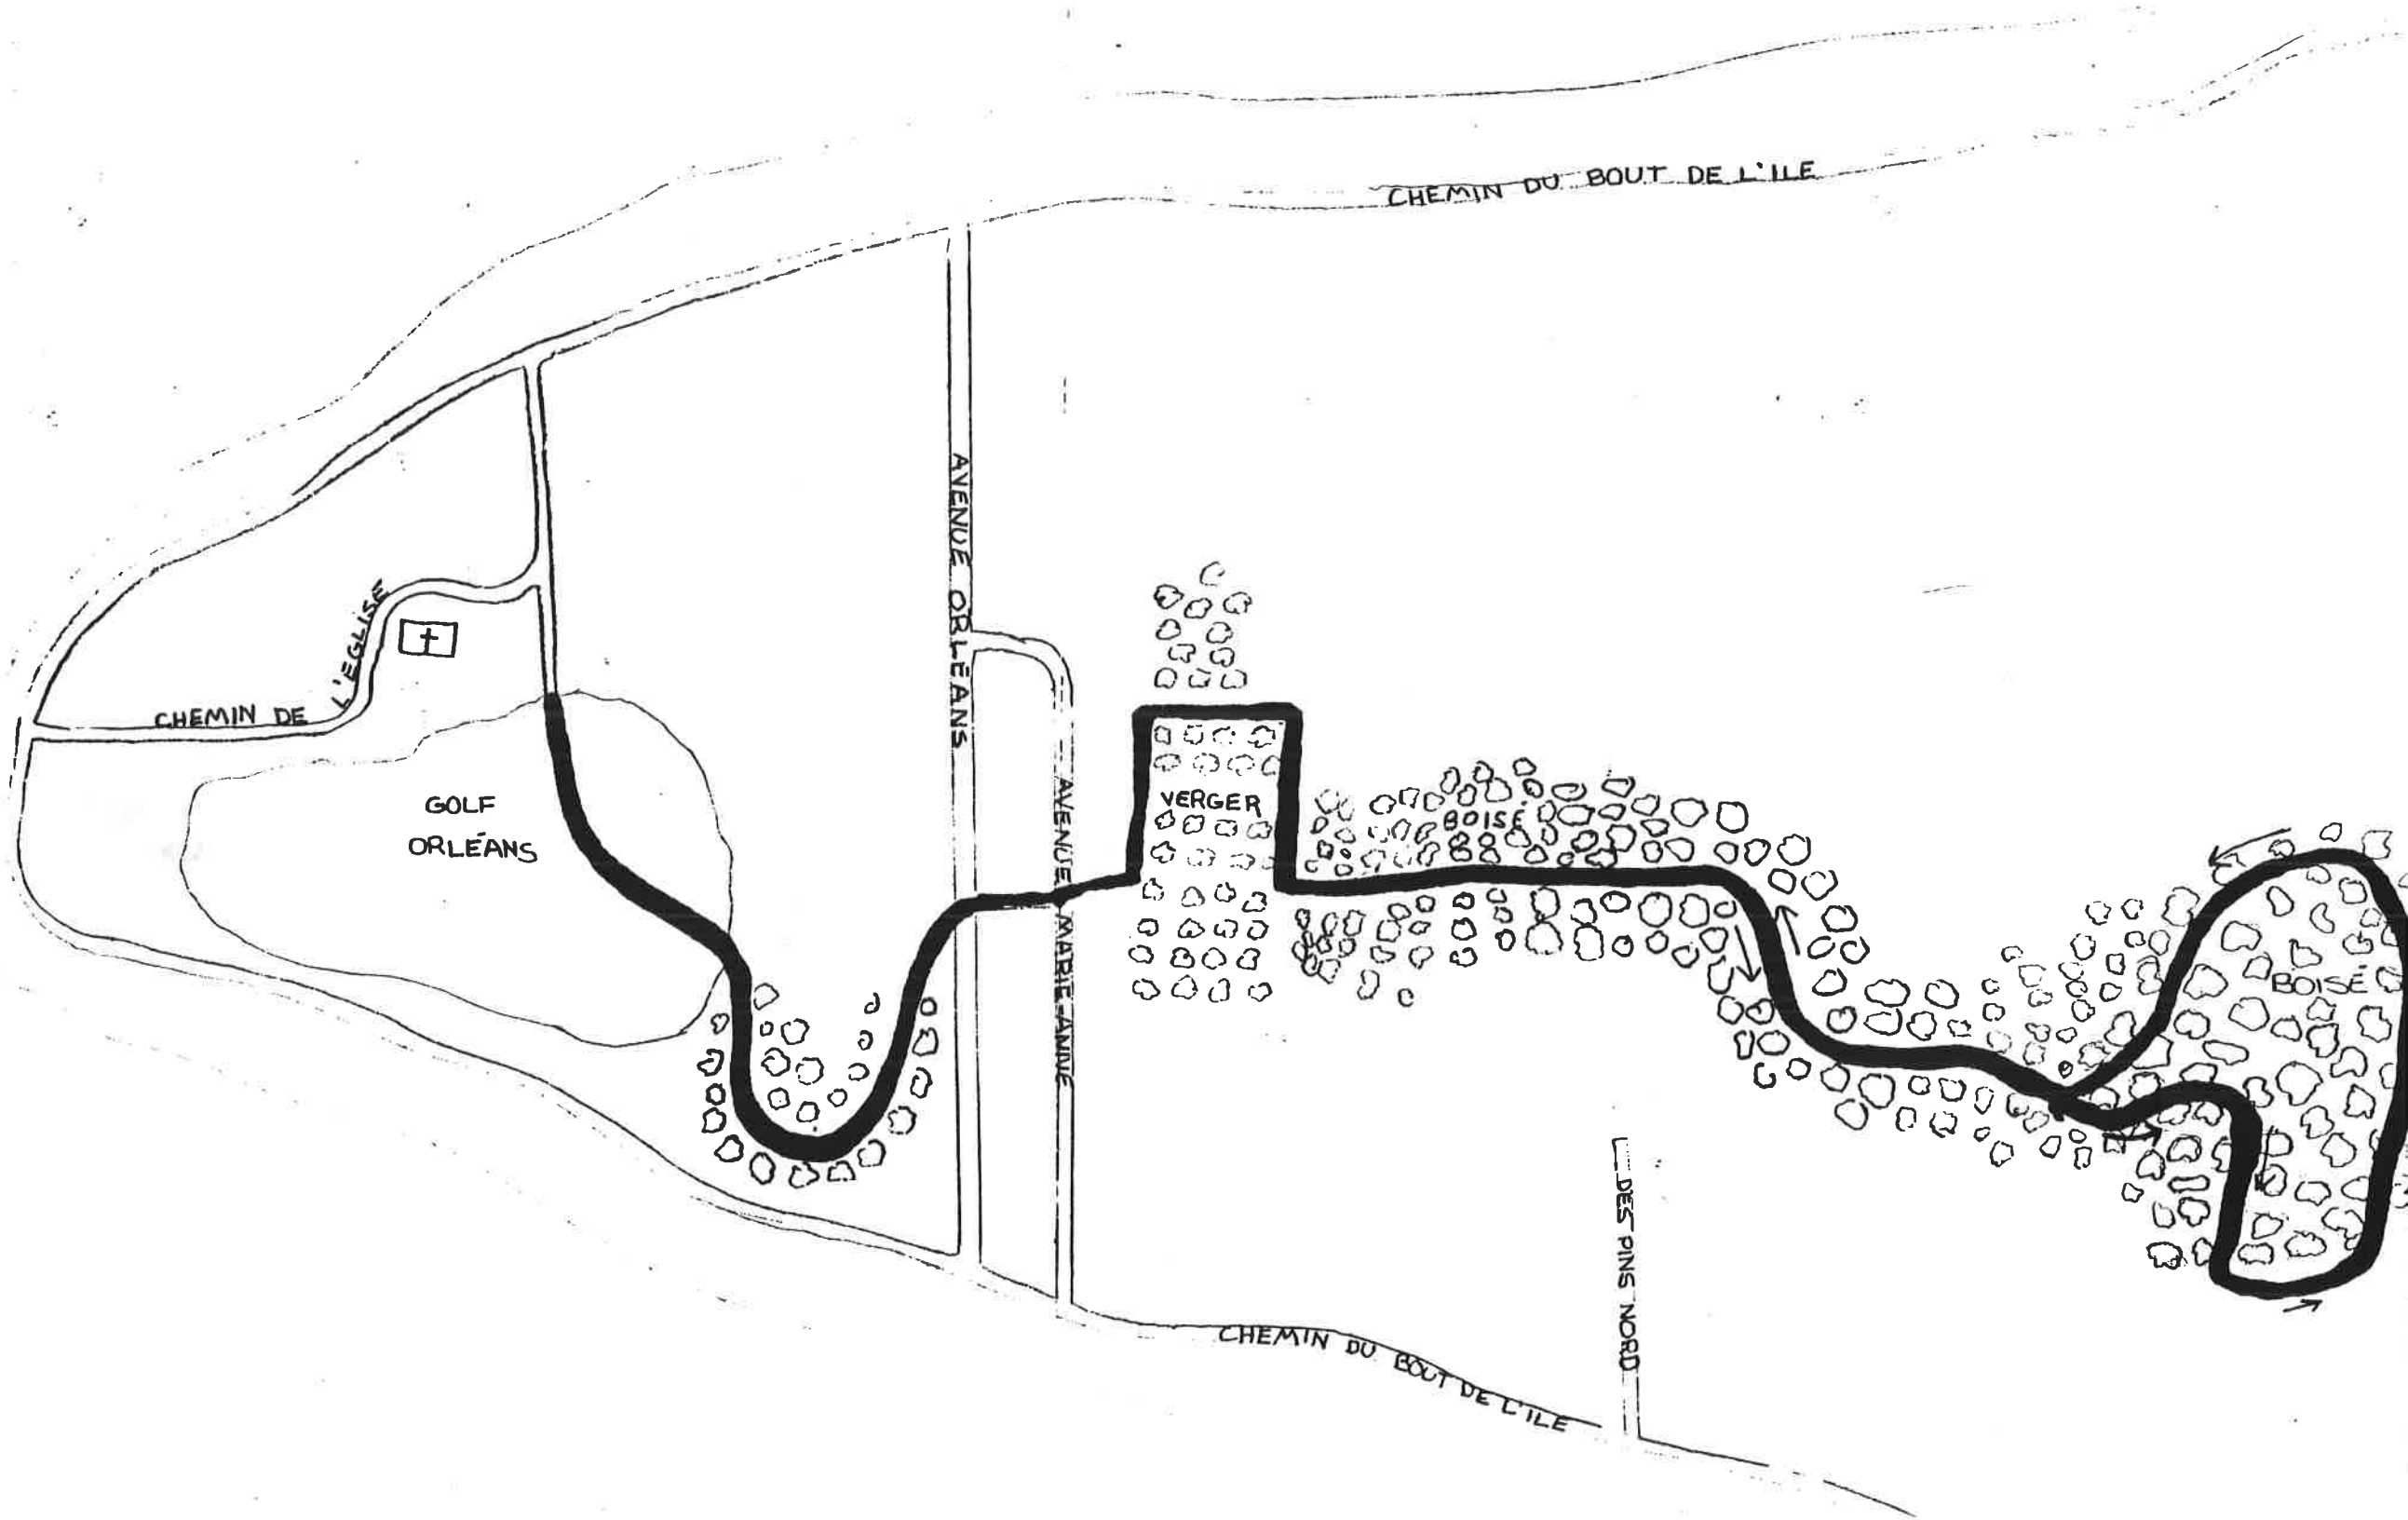 CHEMIN DU BOUT DE L'ILE
AVENUE ORLÉANS
L'EGLISE
CHEMIN DE
GOLF
ORLÉANS
AVENUE MARIE-ANNE
VERGER
BOISÉ
BOISÉ
DES PINS NORD
CHEMIN DU BOUT DE L'ILE